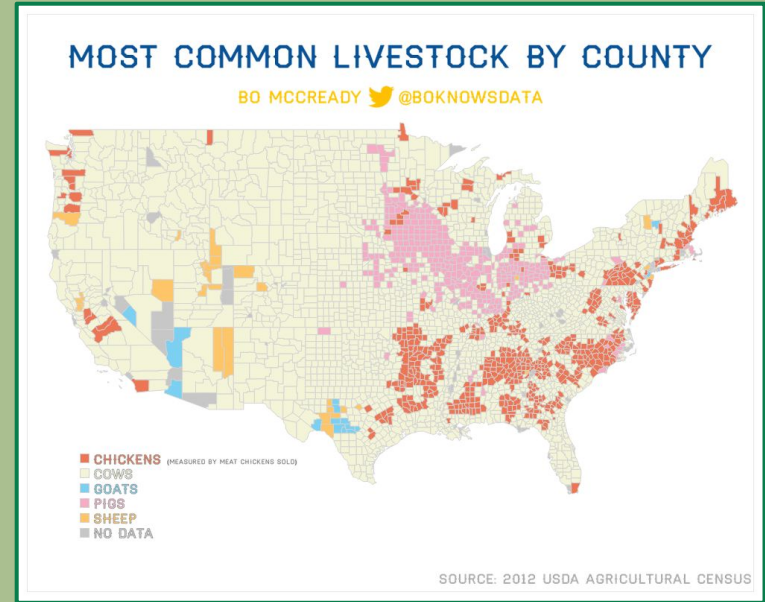 MOST COMMON LIVESTOCK BY COUNTY
BO MCCREADY @BOKNOWSDATA
CHICKENS (MEASURED BY MEAT CHICKENS SOLD)
COWS
GOATS
PIGS
SHEEP
NO DATA
SOURCE: 2012 USDA AGRICULTURAL CENSUS